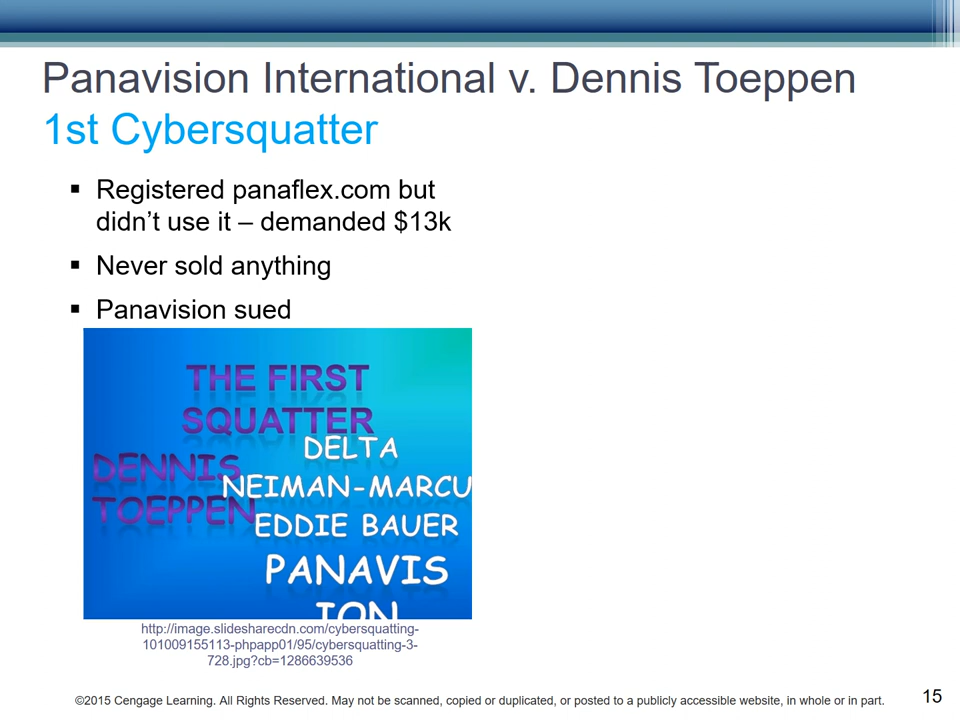 Panavision International v. Dennis Toeppen
1st Cybersquatter
▪ Registered panaflex.com but
didn’t use it – demanded $13k
▪ Never sold anything
▪ Panavision sued
THE FIRST
SQUATTER
DENNIS
TOEPPEN
DELTA
NEIMAN-MARCU
EDDIE BAUER
PANAVIS
ION
http://image.slidesharecdn.com/cybersquatting-
101009155113-phpapp01/95/cybersquatting-3-
728.jpg?cb=1286639536
©2015 Cengage Learning. All Rights Reserved. May not be scanned, copied or duplicated, or posted to a publicly accessible website, in whole or in part.
15